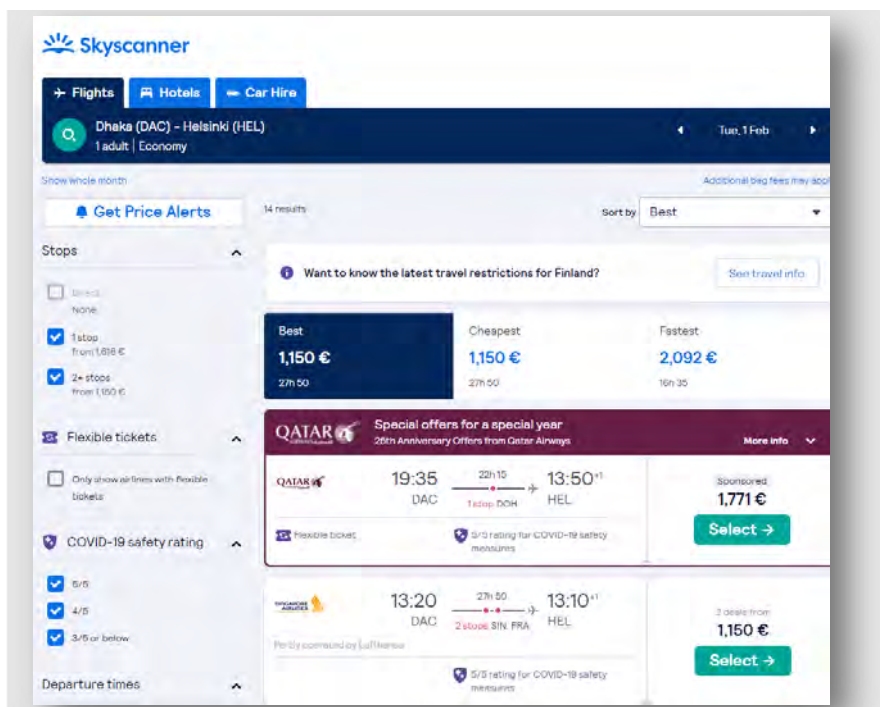 Skyscanner
Flights Hotels Car Hire
Dhaka (DAC) - Helsinki (HEL)
1 adult | Economy
Tue, 1 Feb
Show whole month
Additional bag fees may
Get Price Alerts
14 results
Sort by Best
Stops
Direct
None
1 stop
from 1,616 €
2+ stops
from 1,150 €
Flexible tickets
Only show airlines with flexible
tickets
COVID-19 safety rating
5/5
4/5
3/5 or below
Departure times
Want to know the latest travel restrictions for Finland?
See travel info
Best Cheapest Fastest
1,150 € 1,150 € 2,092 €
27h 50 27h 50 16h 35
QATAR
Special offers for a special year
25th Anniversary Offers from Qatar Airways
More info
QATAR
19:35 22h 15 13:50+1
DAC 1 stop DOH HEL
Flexible ticket
5/5 rating for COVID-19 safety
measures
Sponsored
1,771 €
Select →
SINGAPORE AIRLINES
13:20 27h 50 13:10+1
DAC 2 stops SIN, FRA HEL
Partly operated by Lufthansa
5/5 rating for COVID-19 safety
measures
2 deals from
1,150 €
Select →